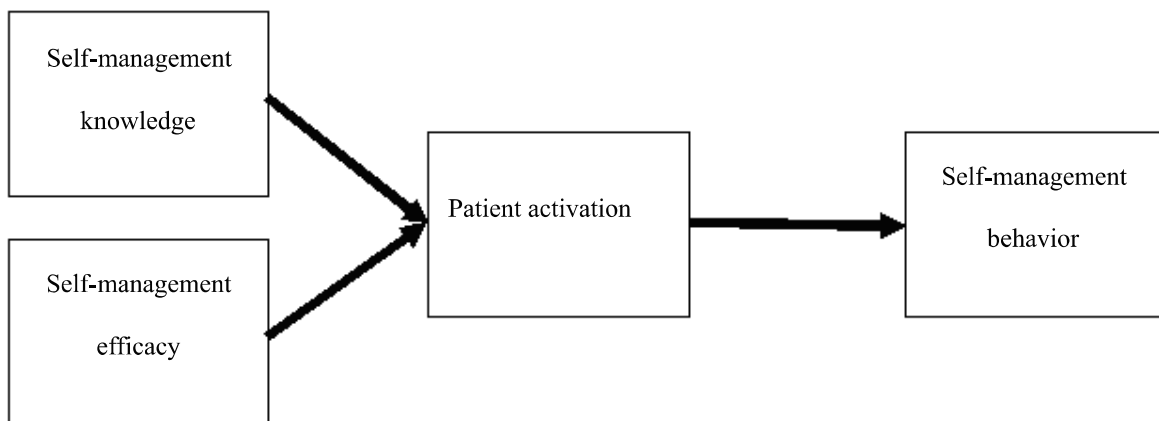 Self-management
knowledge
Self-management
efficacy
Patient activation
Self-management
behavior